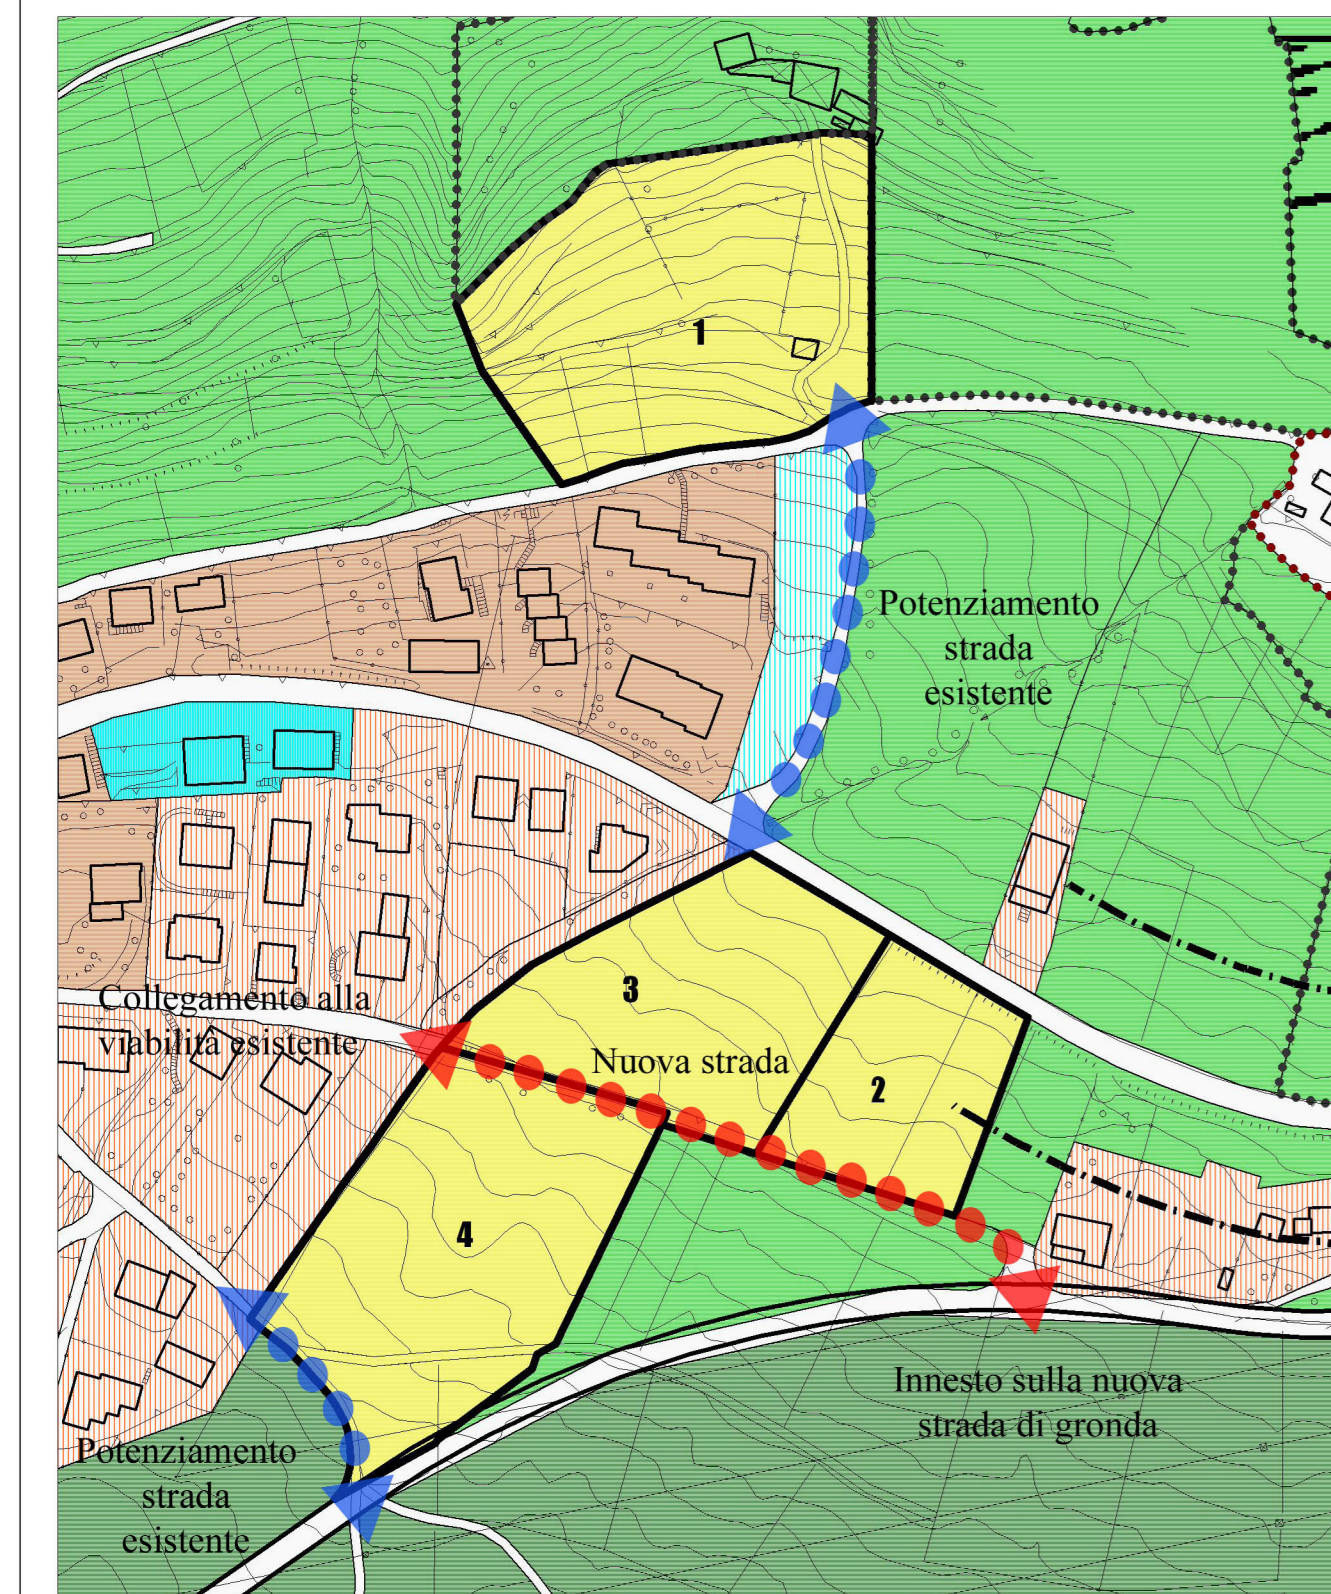 1
Potenziamento
strada
esistente
3
Collegamento alla
viabilità esistente
Nuova strada
2
4
Innesto sulla nuova
strada di gronda
Potenziamento
strada
esistente